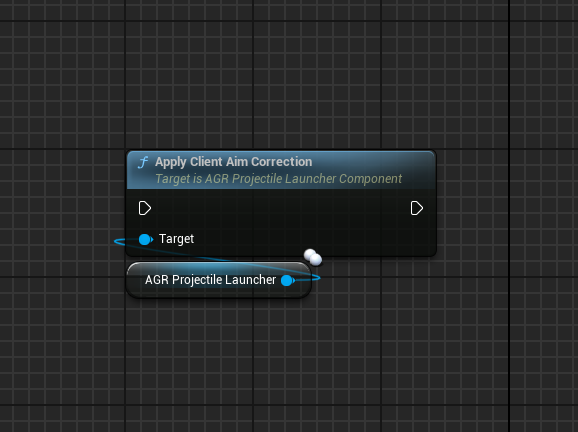 Apply Client Aim Correction
Target is AGR Projectile Launcher Component
Target
AGR Projectile Launcher